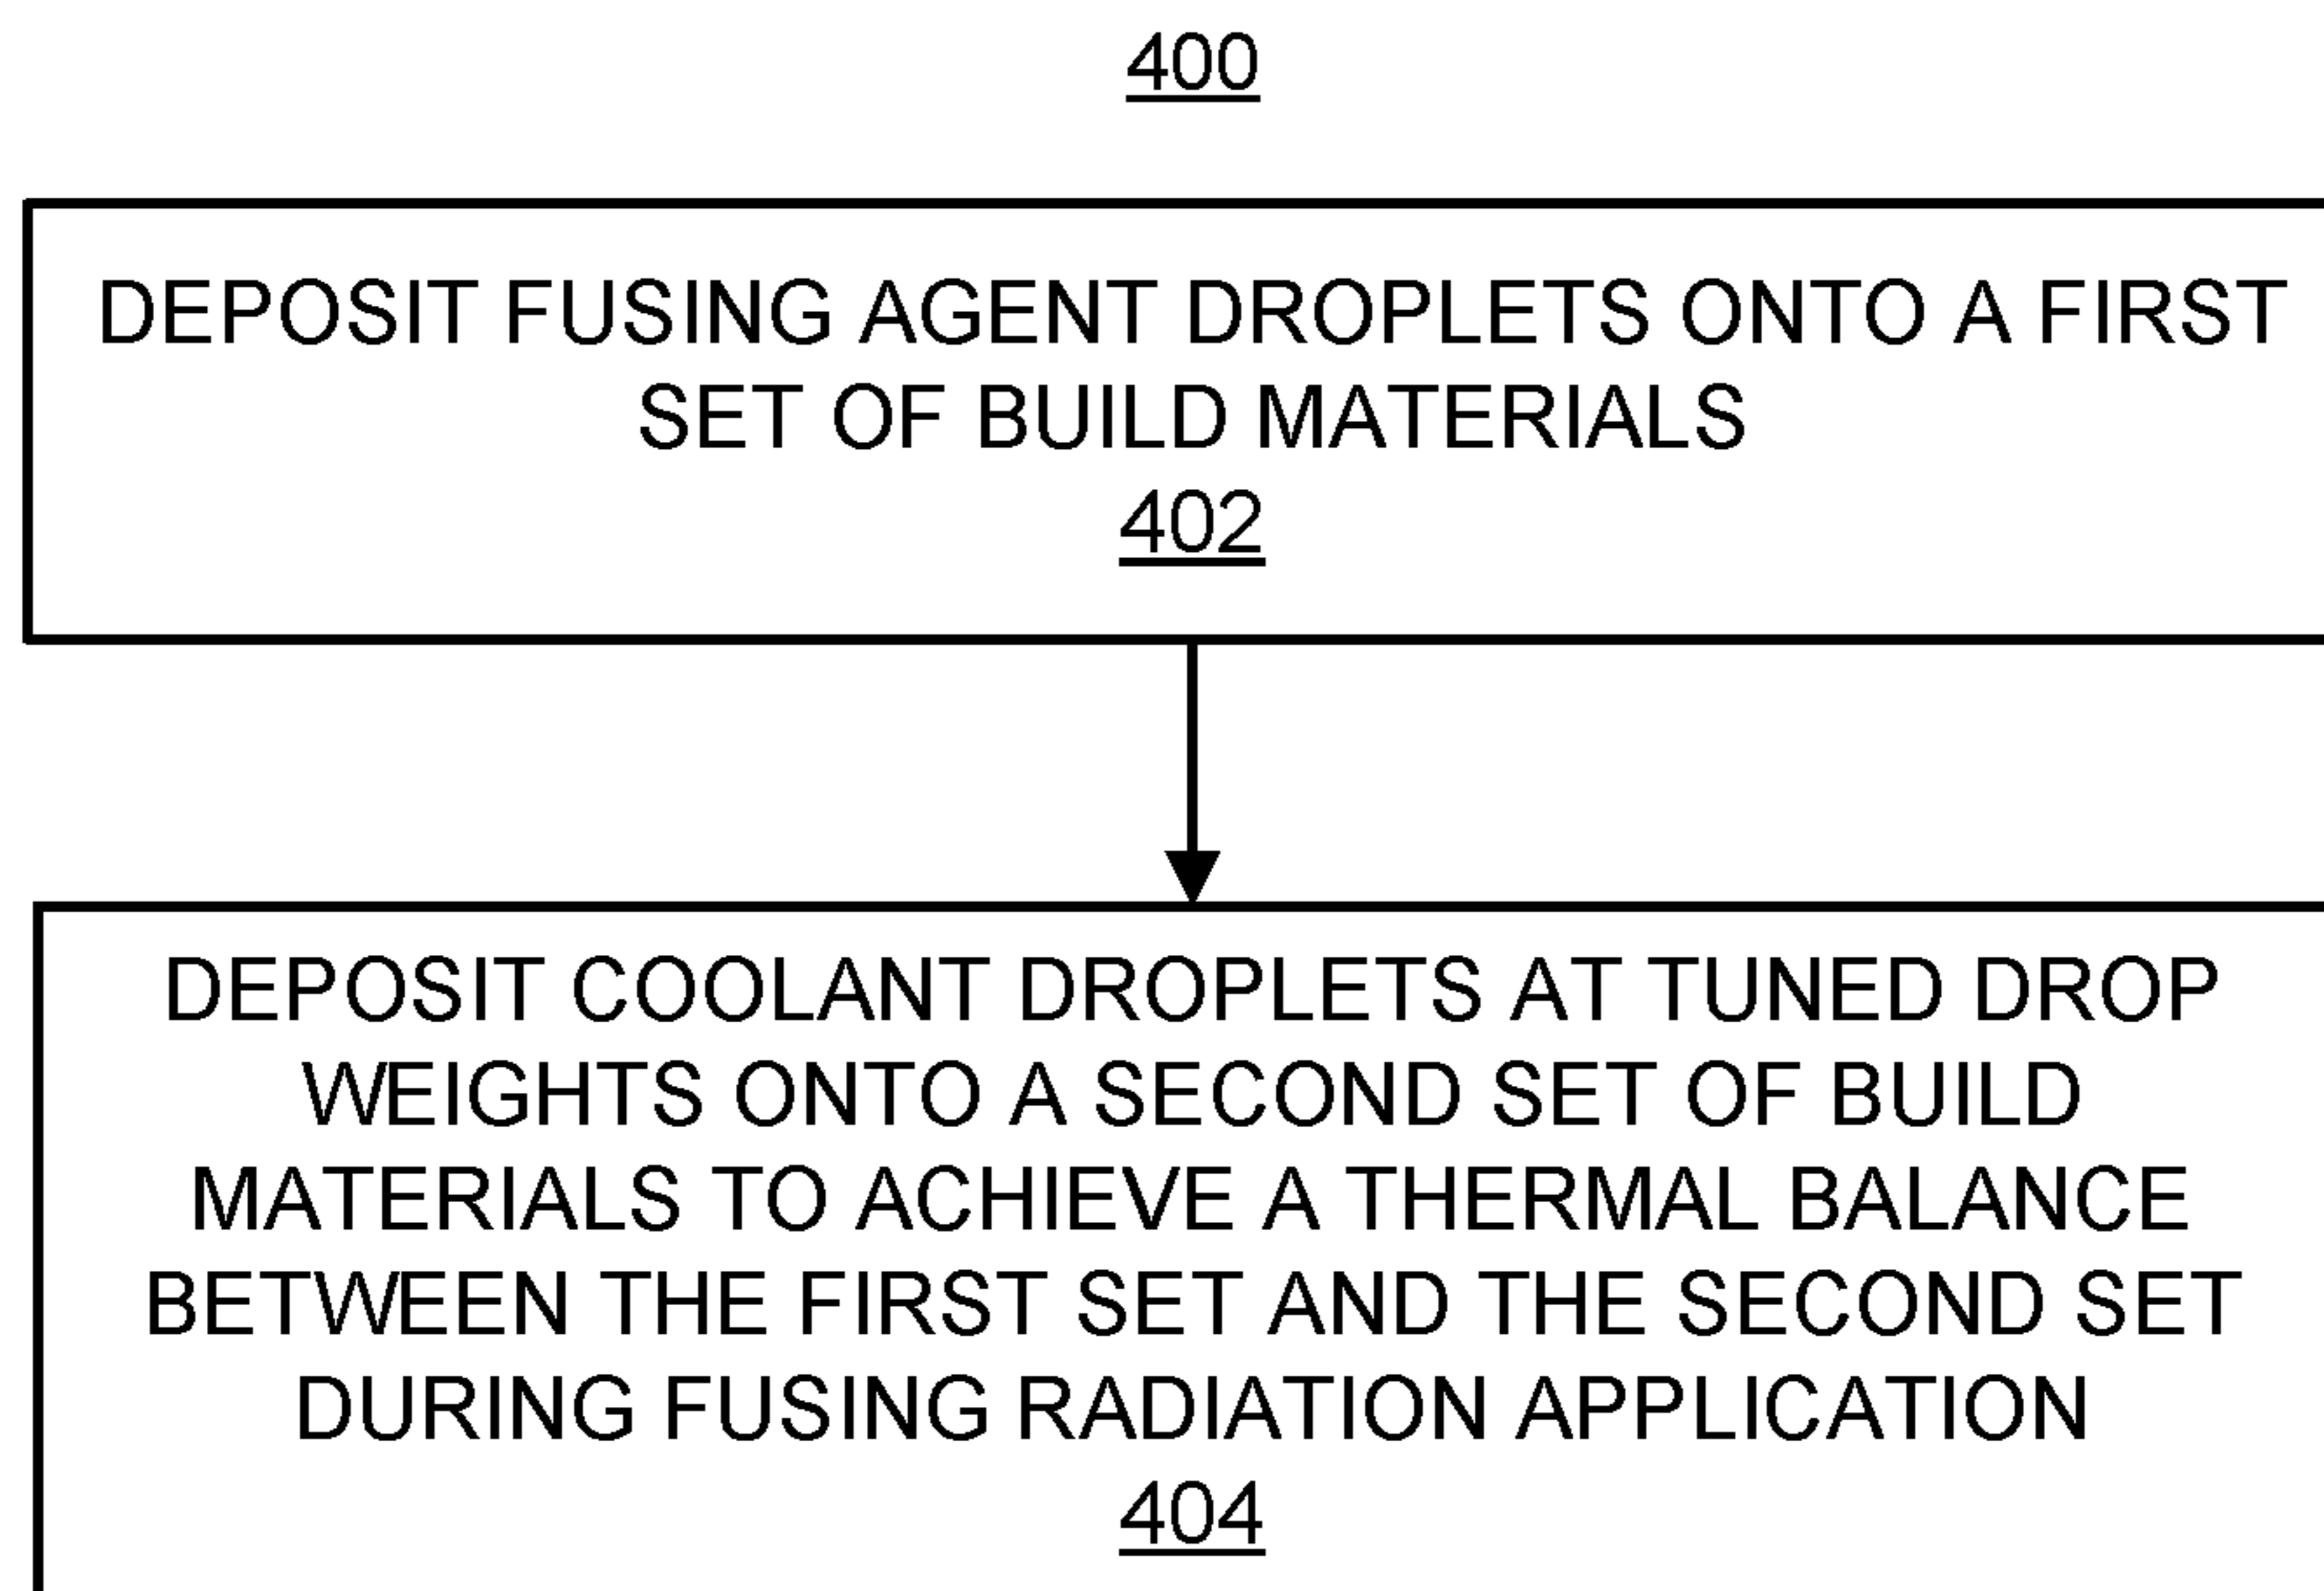 400
DEPOSIT FUSING AGENT DROPLETS ONTO A FIRST
SET OF BUILD MATERIALS
402
DEPOSIT COOLANT DROPLETS AT TUNED DROP
WEIGHTS ONTO A SECOND SET OF BUILD
MATERIALS TO ACHIEVE A THERMAL BALANCE
BETWEEN THE FIRST SET AND THE SECOND SET
DURING FUSING RADIATION APPLICATION
404